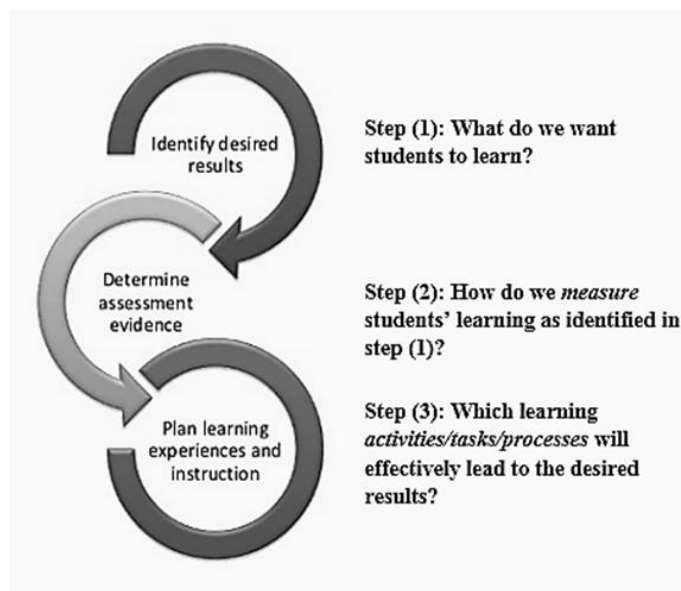 Identify desired
results
Step (1): What do we want
students to learn?
Determine
assessment
evidence
Step (2): How do we measure
students' learning as identified in
step (1)?
Plan learning
experiences and
instruction
Step (3): Which learning
activities/tasks/processes will
effectively lead to the desired
results?